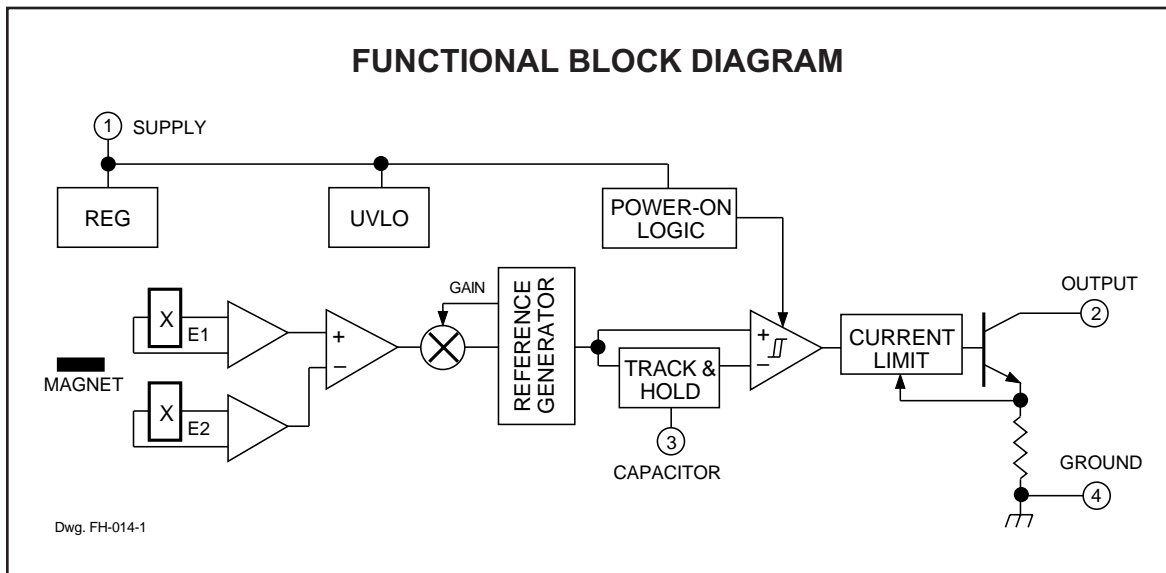 FUNCTIONAL BLOCK DIAGRAM
1 SUPPLY
REG
UVLO
POWER-ON
LOGIC
X
E1
MAGNET
X
E2
+
−
GAIN
REFERENCE
GENERATOR
TRACK &
HOLD
3
CAPACITOR
+
−
CURRENT
LIMIT
OUTPUT
2
GROUND
4
Dwg. FH-014-1